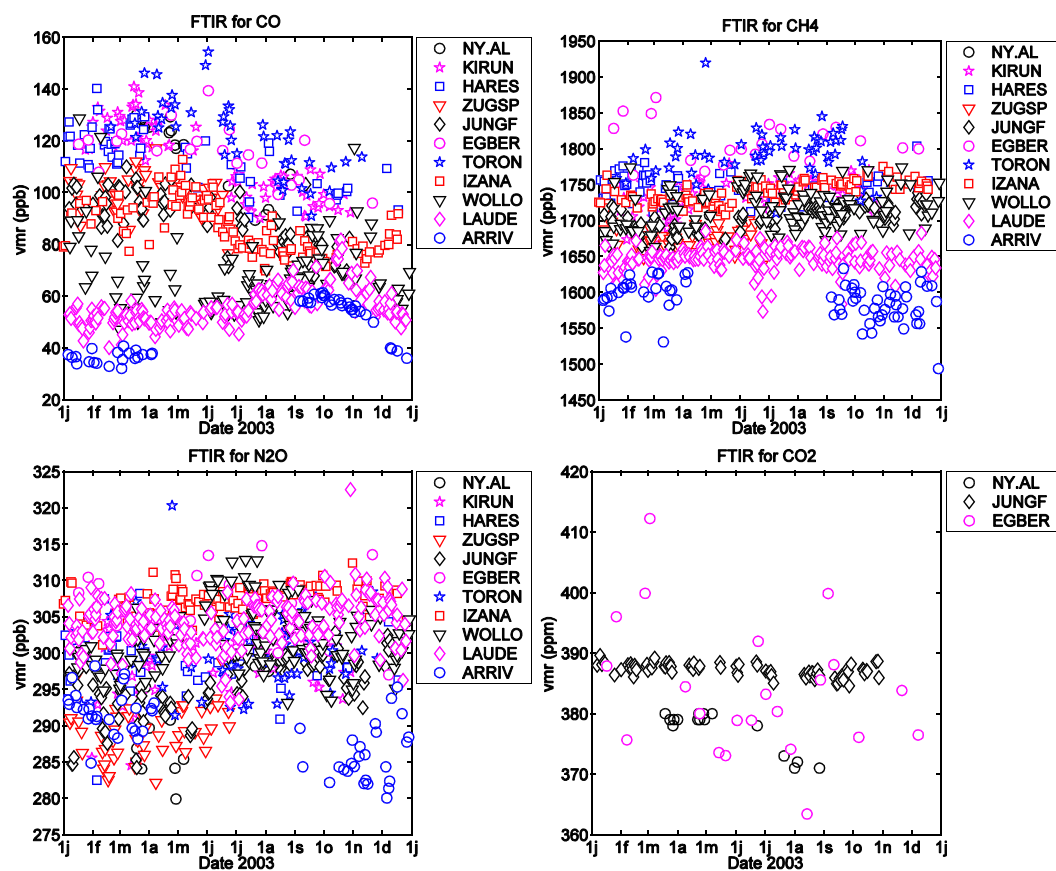 FTIR for CO
160
140
120
100
80
60
40
20
vmr (ppb)
1j 1f 1m 1a 1m 1j 1j 1a 1s 1o 1n 1d 1j
Date 2003
NY.AL
KIRUN
HARES
ZUGSP
JUNGF
EGBER
TORON
IZANA
WOLLO
LAUDE
ARRIV
FTIR for CH4
1950
1900
1850
1800
1750
1700
1650
1600
1550
1500
1450
vmr (ppb)
1j 1f 1m 1a 1m 1j 1j 1a 1s 1o 1n 1d 1j
Date 2003
NY.AL
KIRUN
HARES
ZUGSP
JUNGF
EGBER
TORON
IZANA
WOLLO
LAUDE
ARRIV
FTIR for N2O
325
320
315
310
305
300
295
290
285
280
275
vmr (ppb)
1j 1f 1m 1a 1m 1j 1j 1a 1s 1o 1n 1d 1j
Date 2003
NY.AL
KIRUN
HARES
ZUGSP
JUNGF
EGBER
TORON
IZANA
WOLLO
LAUDE
ARRIV
FTIR for CO2
420
410
400
390
380
370
360
vmr (ppm)
1j 1f 1m 1a 1m 1j 1j 1a 1s 1o 1n 1d 1j
Date 2003
NY.AL
JUNGF
EGBER